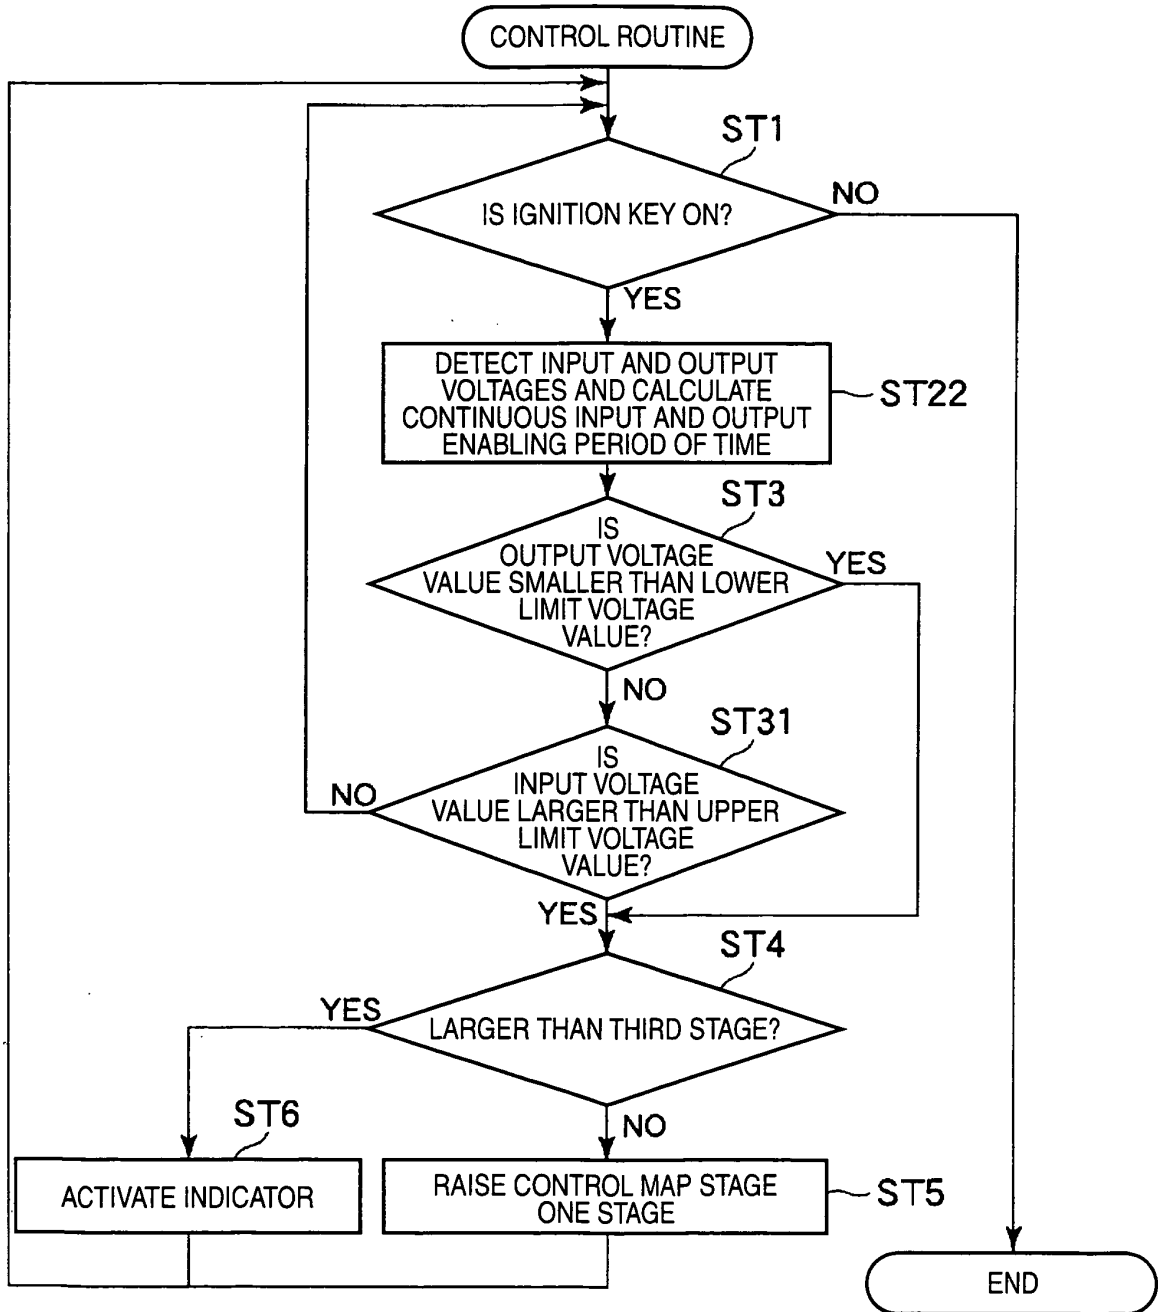 CONTROL ROUTINE
ST1
IS IGNITION KEY ON?
NO
YES
DETECT INPUT AND OUTPUT
VOLTAGES AND CALCULATE
CONTINUOUS INPUT AND OUTPUT
ENABLING PERIOD OF TIME
ST22
ST3
IS
OUTPUT VOLTAGE
VALUE SMALLER THAN LOWER
LIMIT VOLTAGE
VALUE?
YES
NO
ST31
IS
INPUT VOLTAGE
VALUE LARGER THAN UPPER
LIMIT VOLTAGE
VALUE?
NO
YES
ST4
LARGER THAN THIRD STAGE?
YES
NO
ST6
ACTIVATE INDICATOR
RAISE CONTROL MAP STAGE
ONE STAGE
ST5
END